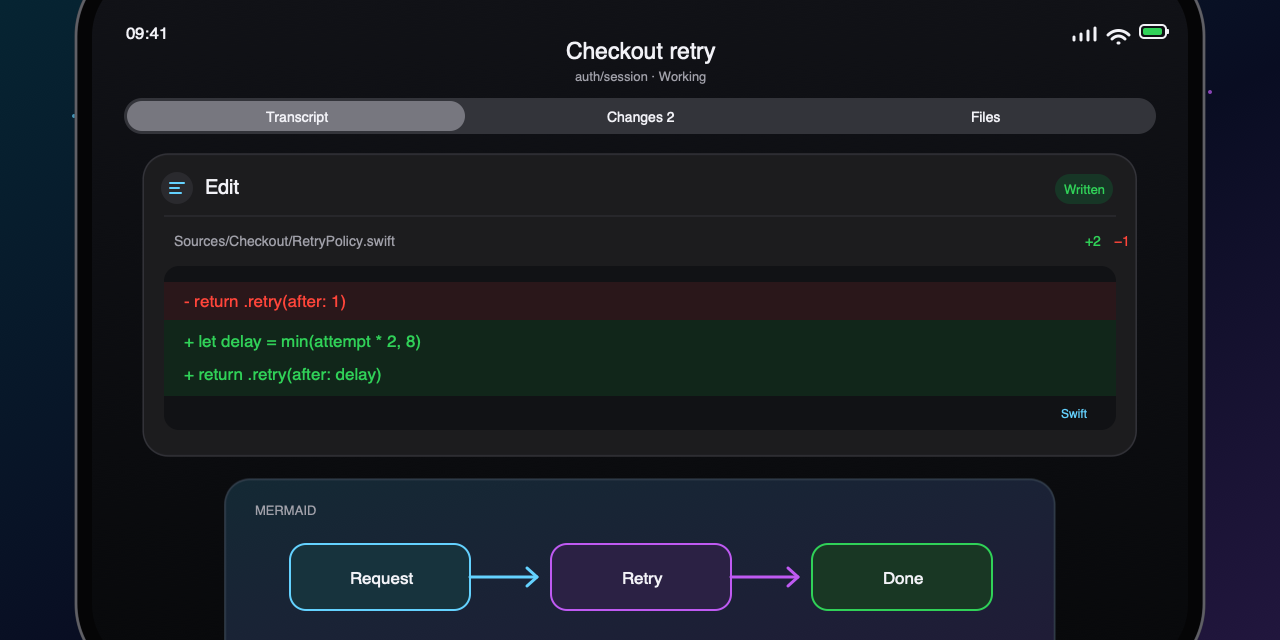 09:41
Checkout retry
auth/session · Working
Transcript
Changes 2
Files
Edit
Written
Sources/Checkout/RetryPolicy.swift
+2 −1
- return .retry(after: 1)
+ let delay = min(attempt * 2, 8)
+ return .retry(after: delay)
Swift
MERMAID
Request
Retry
Done